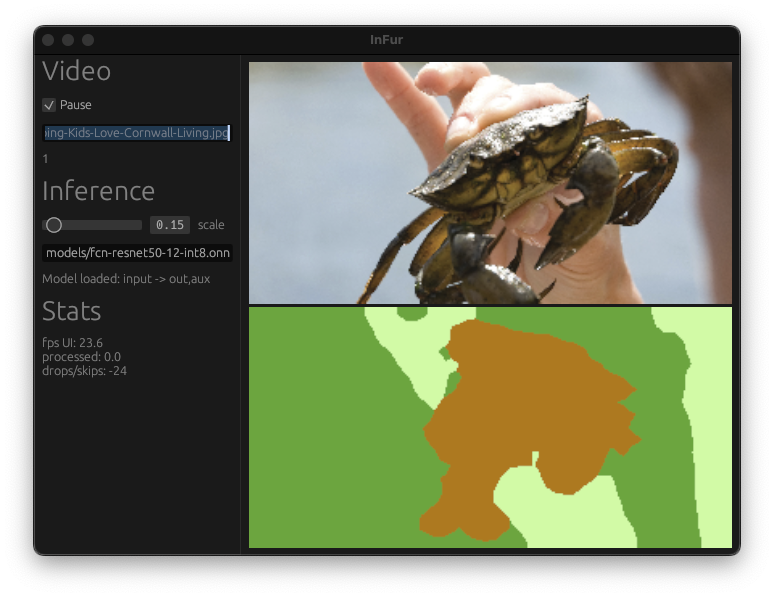 InFur
Video
Pause
ing-Kids-Love-Cornwall-Living.jpg
1
Inference
0.15 scale
models/fcn-resnet50-12-int8.onn
Model loaded: input -> out,aux
Stats
fps UI: 23.6
processed: 0.0
drops/skips: -24